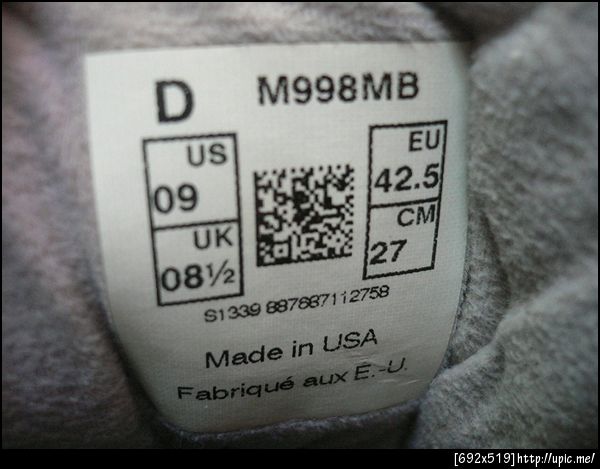 D M998MB
US
09
UK
08½
EU
42.5
CM
27
S1339 887687112758
Made in USA
Fabriqué aux E.-U.
[692x519]http://upic.me/